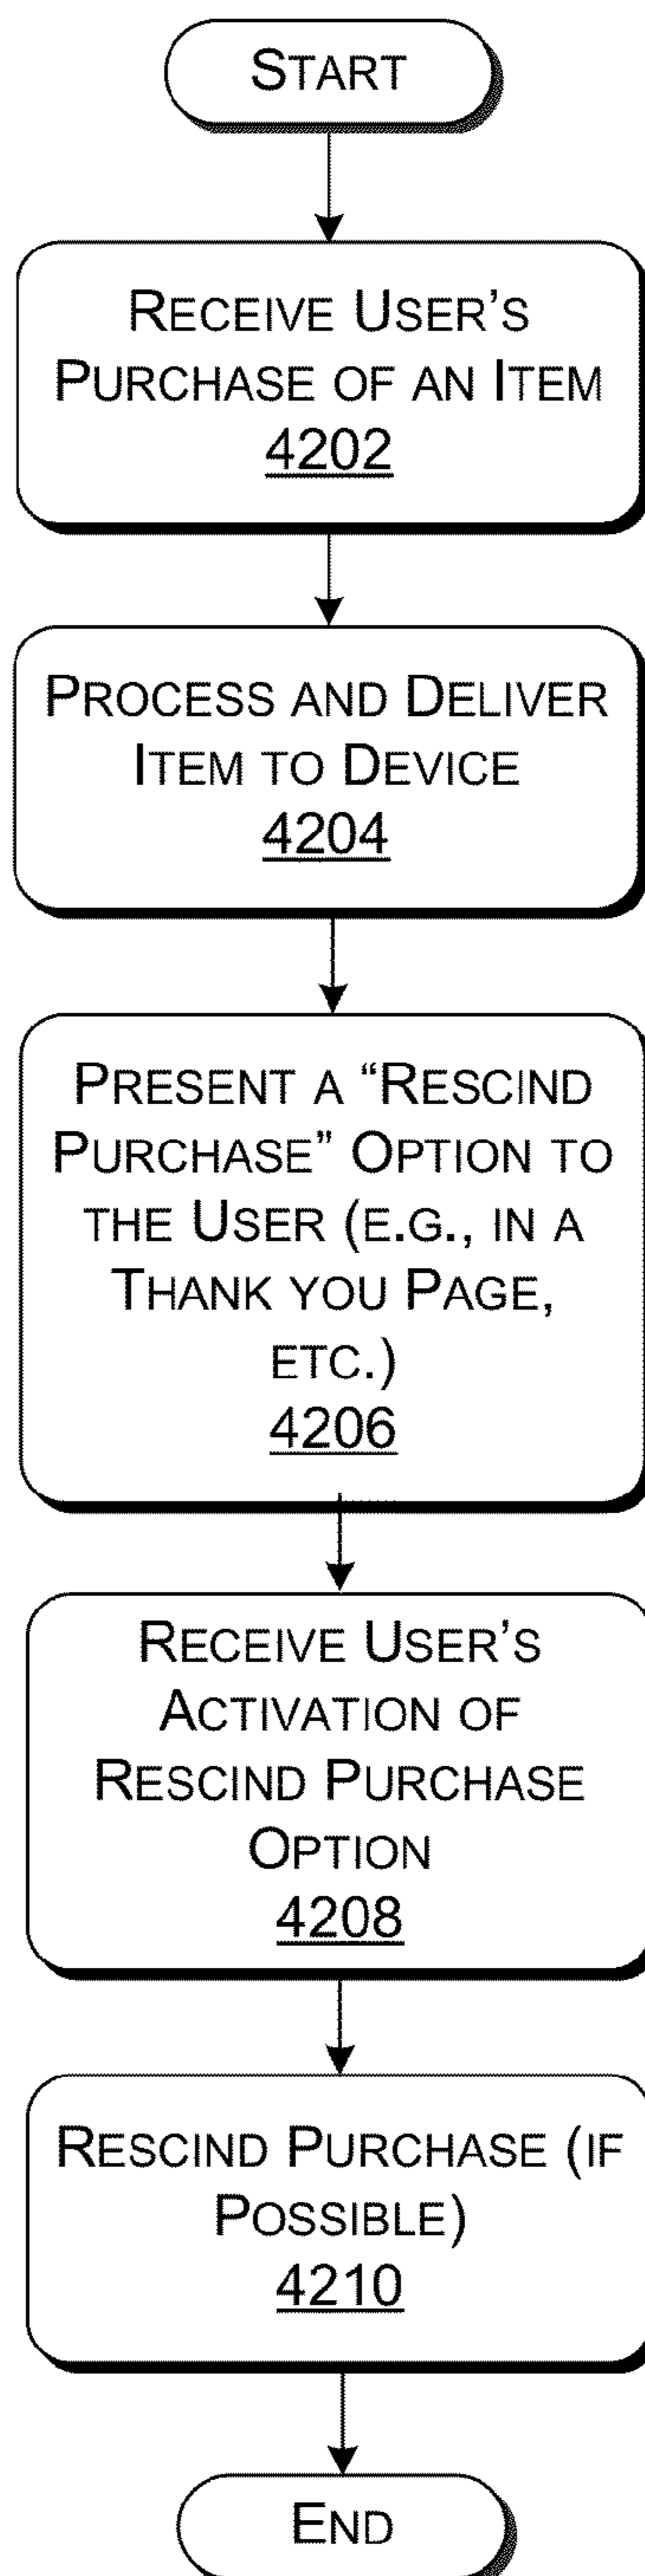 START
RECEIVE USER'S
PURCHASE OF AN ITEM
4202
PROCESS AND DELIVER
ITEM TO DEVICE
4204
PRESENT A “RESCIND
PURCHASE” OPTION TO
THE USER (E.G., IN A
THANK YOU PAGE,
ETC.)
4206
RECEIVE USER'S
ACTIVATION OF
RESCIND PURCHASE
OPTION
4208
RESCIND PURCHASE (IF
POSSIBLE)
4210
END